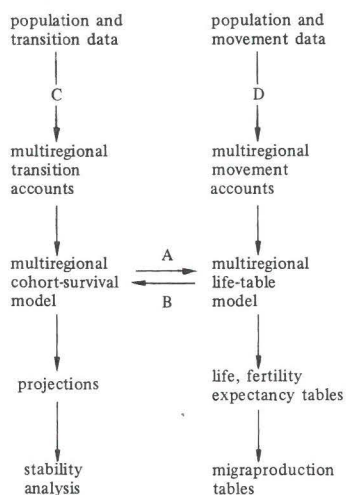 population and
transition data
population and
movement data
C
D
multiregional
transition
accounts
multiregional
movement
accounts
multiregional
cohort-survival
model
A
B
multiregional
life-table
model
projections
life, fertility
expectancy tables
stability
analysis
migraproduction
tables